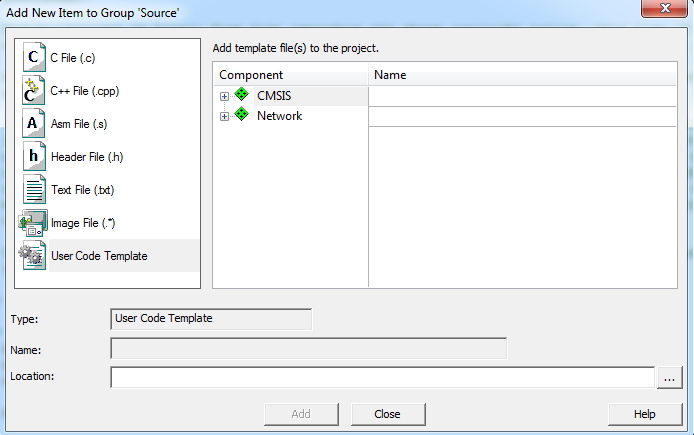 Add New Item to Group 'Source'
C File (.c)
C++ File (.cpp)
Asm File (.s)
Header File (.h)
Text File (.txt)
Image File (.*)
User Code Template
Add template file(s) to the project.
Component Name
CMSIS
Network
Type: User Code Template
Name:
Location: ...
Add Close Help